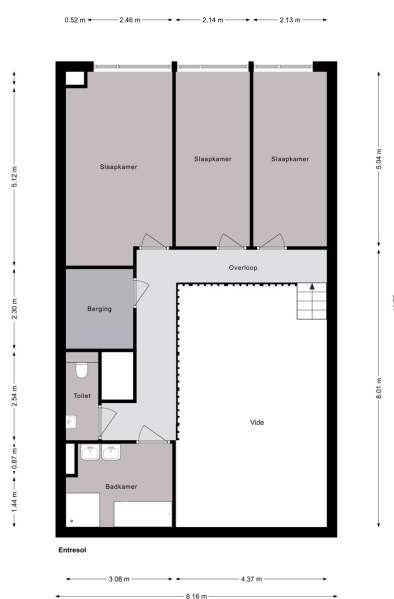 0.52 m 2.46 m 2.14 m 2.13 m
5.12 m
5.04 m
Slaapkamer
Slaapkamer
Slaapkamer
Overloop
2.30 m
Berging
8.01 m
2.54 m
Toilet
Vide
0.87 m
Badkamer
1.44 m
Entresol
3.08 m 4.37 m
8.16 m